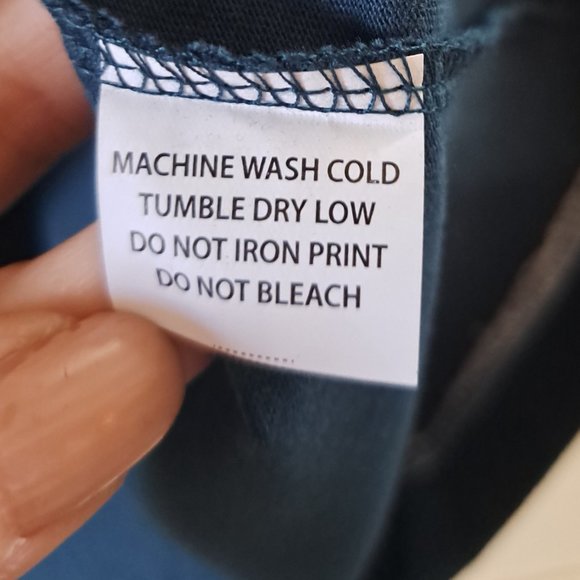 MACHINE WASH COLD
TUMBLE DRY LOW
DO NOT IRON PRINT
DO NOT BLEACH